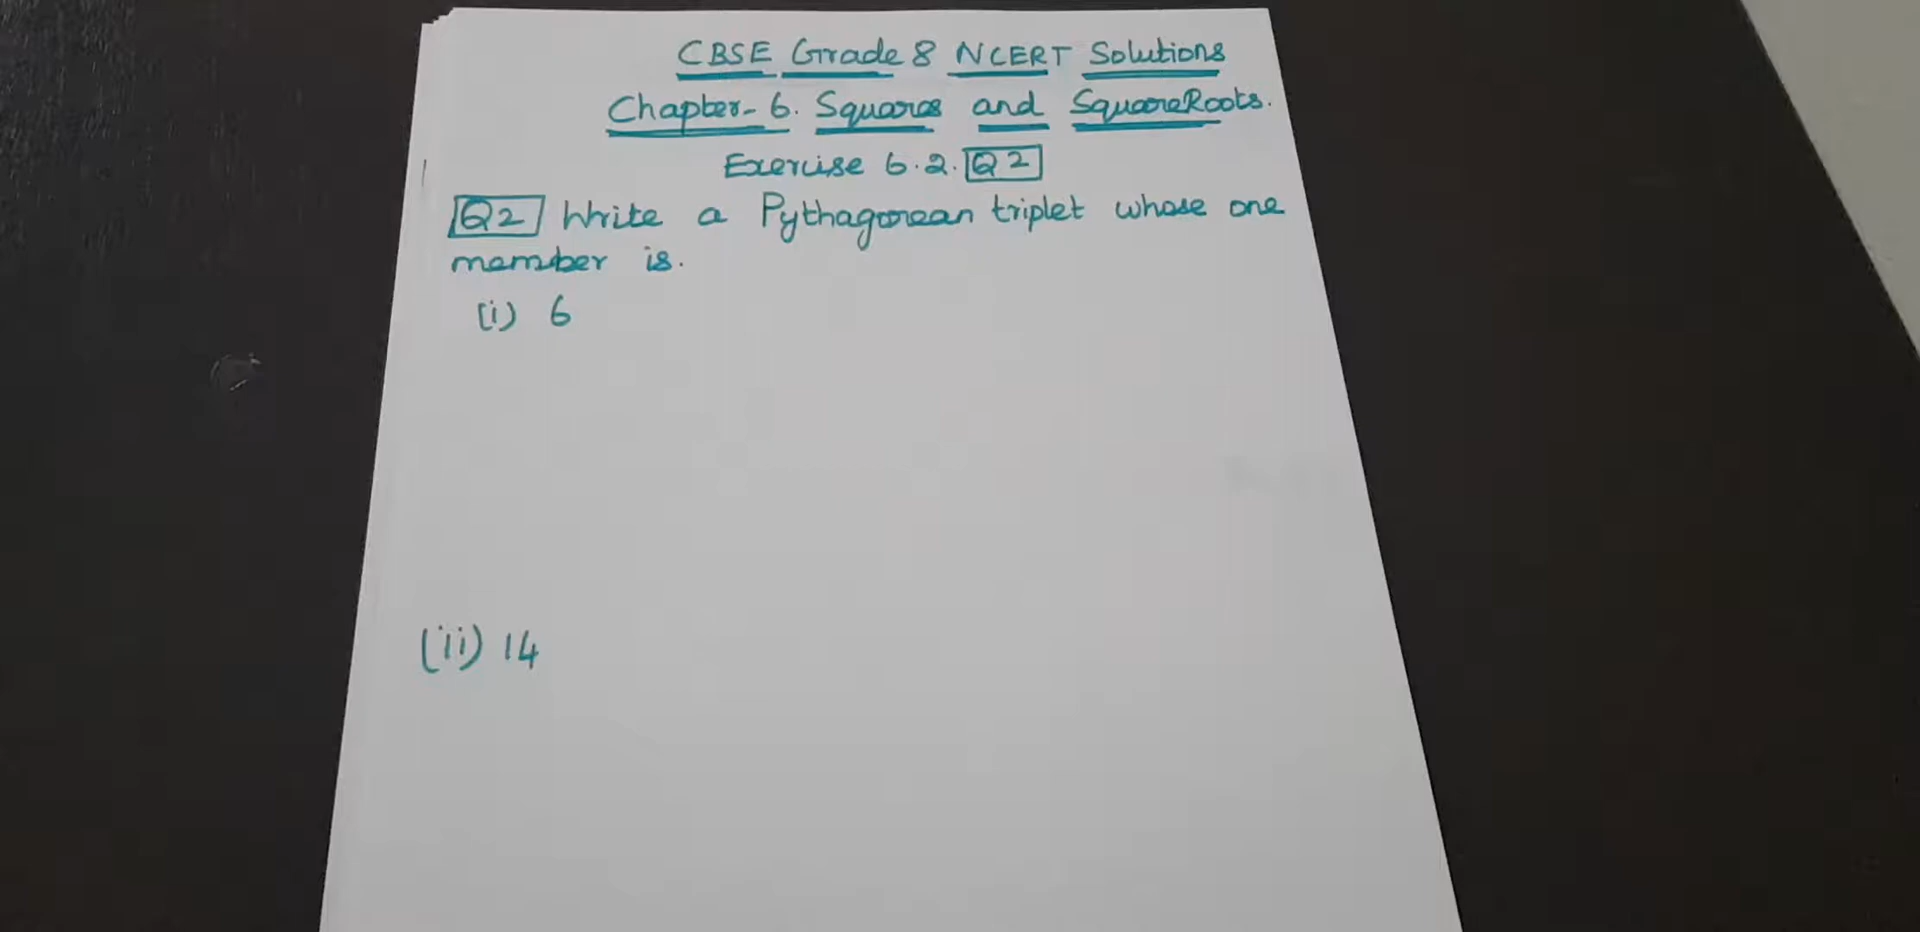 CBSE Grade 8 NCERT Solutions
Chapter-6. Squares and SquareRoots.
Exercise 6.2. Q2
Q2 Write a Pythagorean triplet whose one
member is.
(i) 6
(ii) 14